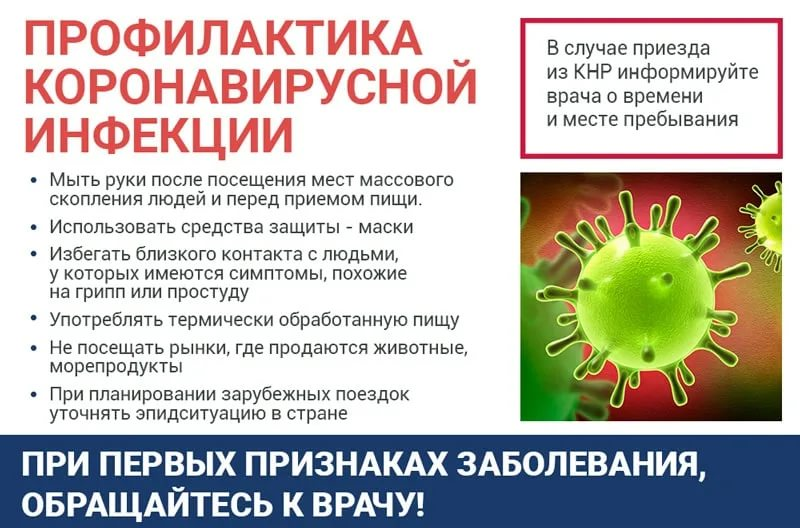 ПРОФИЛАКТИКА
КОРОНАВИРУСНОЙ
ИНФЕКЦИИ
• Мыть руки после посещения мест массового
скопления людей и перед приемом пищи.
• Использовать средства защиты - маски
• Избегать близкого контакта с людьми,
у которых имеются симптомы, похожие
на грипп или простуду
• Употреблять термически обработанную пищу
• Не посещать рынки, где продаются животные,
морепродукты
• При планировании зарубежных поездок
уточнять эпидситуацию в стране
В случае приезда
из КНР информируйте
врача о времени
и месте пребывания
ПРИ ПЕРВЫХ ПРИЗНАКАХ ЗАБОЛЕВАНИЯ,
ОБРАЩАЙТЕСЬ К ВРАЧУ!